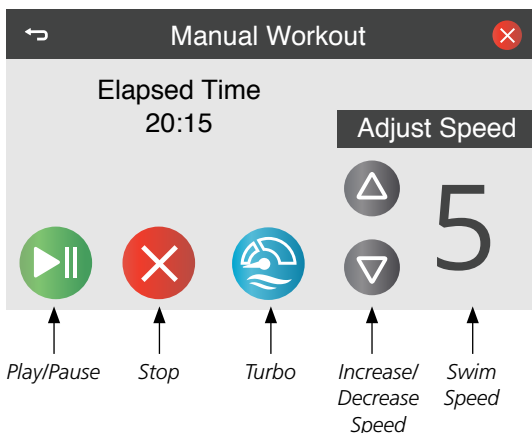 Manual Workout
Elapsed Time
20:15
Adjust Speed
5
Play/Pause
Stop
Turbo
Increase/
Decrease
Speed
Swim
Speed